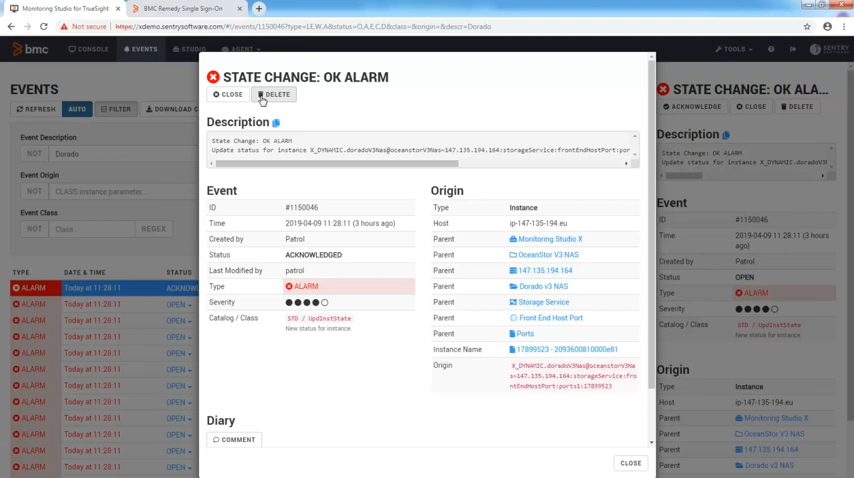 Monitoring Studio for TrueSight
BMC Remedy Single Sign-On
Not secure
https://xdemo.sentrysoftware.com/#!/events/1150046?type=I,E,W,A&status=O,A,E,C,D&class=&origin=&descr=Dorado
bmc
CONSOLE
EVENTS
STUDIO
AGENT
TOOLS
SENTRY
EVENTS
REFRESH
AUTO
FILTER
DOWNLOAD C
Event Description
NOT
Dorado
Event Origin
NOT
CLASS.instance.parameter...
Event Class
NOT
Class...
REGEX
TYPE
DATE & TIME
STATUS
ALARM
Today at 11:28:11
ACKNOWL
ALARM
Today at 11:28:11
OPEN
ALARM
Today at 11:28:11
OPEN
ALARM
Today at 11:28:11
OPEN
ALARM
Today at 11:28:11
OPEN
ALARM
Today at 11:28:11
OPEN
ALARM
Today at 11:28:11
OPEN
ALARM
Today at 11:28:11
OPEN
ALARM
Today at 11:28:11
OPEN
ALARM
Today at 11:28:11
OPEN
ALARM
Today at 11:28:11
OPEN
ALARM
Today at 11:28:11
OPEN
STATE CHANGE: OK ALARM
CLOSE
DELETE
Description
State Change: OK ALARM
Update status for instance X_DYNAMIC.doradoV3Nas@oceanstorV3Nas~147.135.194.164:storageService:frontEndHostPort:por
Event
ID
#1150046
Time
2019-04-09 11:28:11 (3 hours ago)
Created by
Patrol
Status
ACKNOWLEDGED
Last Modified by
patrol
Type
ALARM
Severity
Catalog / Class
STD / UpdInstState
New status for instance.
Origin
Type
Instance
Host
ip-147-135-194.eu
Parent
Monitoring Studio X
Parent
OceanStor V3 NAS
Parent
147.135.194.164
Parent
Dorado v3 NAS
Parent
Storage Service
Parent
Front End Host Port
Parent
Ports
Instance Name
17899523 - 2093600810000e81
Origin
X_DYNAMIC.doradoV3Nas@oceanstorV3Na
s~147.135.194.164:storageService:fro
ntEndHostPort:ports1:17899523
Diary
COMMENT
CLOSE
STATE CHANGE: OK ALA...
ACKNOWLEDGE
CLOSE
DELETE
Description
State Change: OK ALARM
Update status for instance X_DYNAMIC.doradoV3N
Event
ID
#1150046
Time
2019-04-09 11:28:11 (3 hours
ago)
Created by
Patrol
Status
OPEN
Type
ALARM
Severity
Catalog / Class
STD / UpdInstState
New status for instance.
Origin
Type
Instance
Host
ip-147-135-194.eu
Parent
Monitoring Studio X
Parent
OceanStor V3 NAS
Parent
147.135.194.164
Parent
Dorado v3 NAS